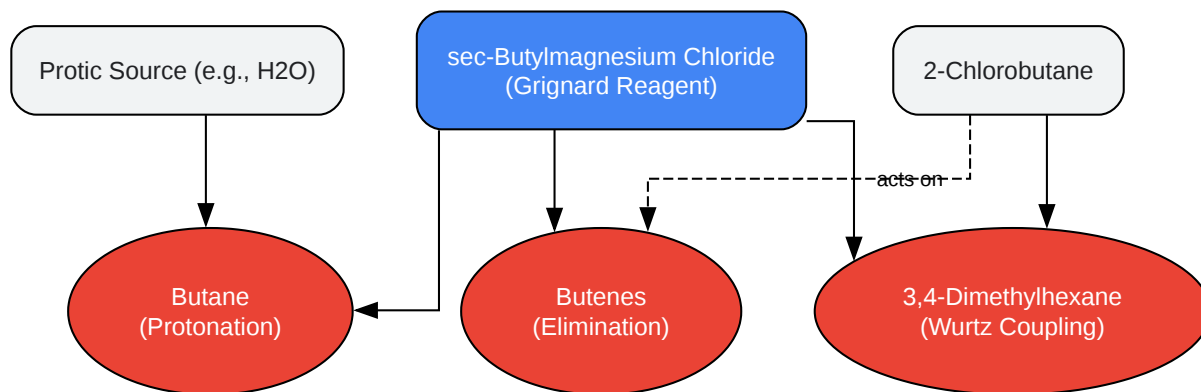 Protic Source (e.g., H2O)
sec-Butylmagnesium Chloride
(Grignard Reagent)
2-Chlorobutane
acts on
Butane
(Protonation)
Butenes
(Elimination)
3,4-Dimethylhexane
(Wurtz Coupling)